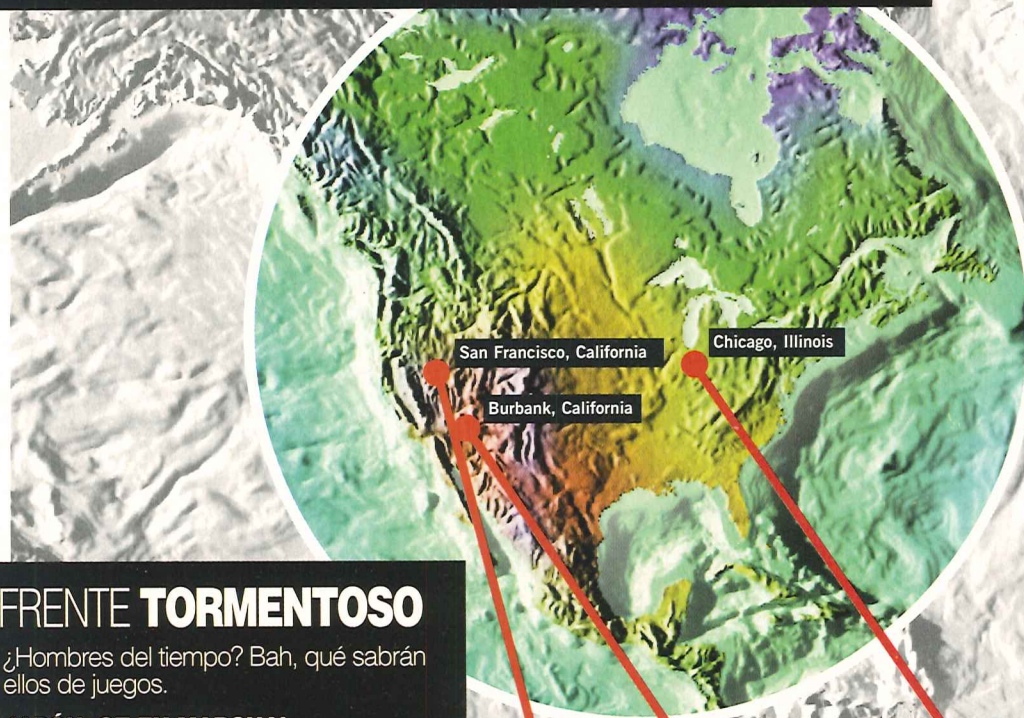 San Francisco, California
Chicago, Illinois
Burbank, California
FRENTE TORMENTOSO
¿Hombres del tiempo? Bah, qué sabrán
ellos de juegos.